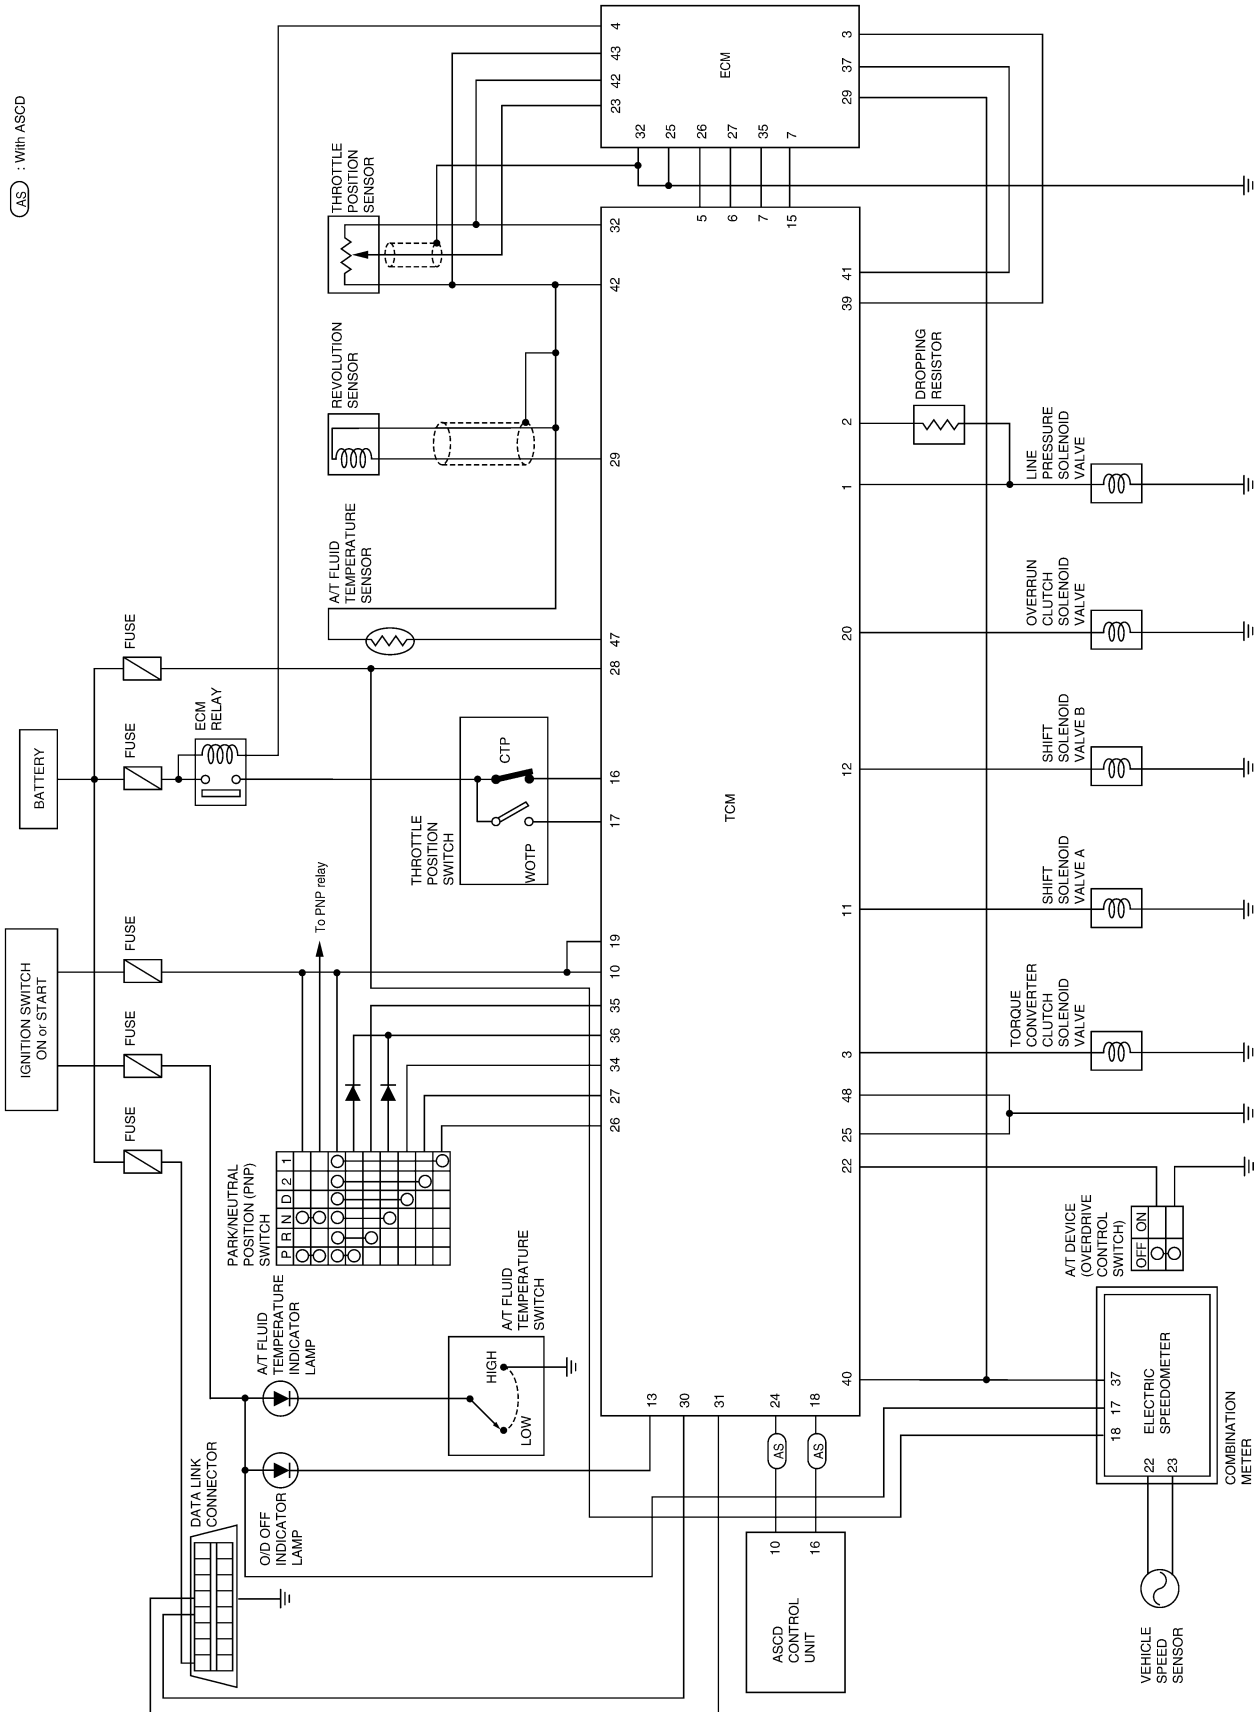 AS : With ASCD
BATTERY
IGNITION SWITCH
ON or START
FUSE
FUSE
FUSE
FUSE
FUSE
ECM
RELAY
THROTTLE
POSITION
SENSOR
REVOLUTION
SENSOR
A/T FLUID
TEMPERATURE
SENSOR
THROTTLE
POSITION
SWITCH
CTP
WOTP
To PNP relay
PARK/NEUTRAL
POSITION (PNP)
SWITCH
P R N D 2 1
A/T FLUID
TEMPERATURE
INDICATOR
LAMP
A/T FLUID
TEMPERATURE
SWITCH
HIGH
LOW
O/D OFF
INDICATOR
LAMP
DATA LINK
CONNECTOR
ECM
4
43
42
23
32
25
26
27
35
7
3
37
29
TCM
32
42
29
47
28
16
17
19
10
35
36
34
27
26
5
6
7
15
41
39
2
1
20
12
11
3
48
25
22
40
13
30
31
24
18
AS
AS
10
16
ASCD
CONTROL
UNIT
DROPPING
RESISTOR
LINE
PRESSURE
SOLENOID
VALVE
OVERRUN
CLUTCH
SOLENOID
VALVE
SHIFT
SOLENOID
VALVE B
SHIFT
SOLENOID
VALVE A
TORQUE
CONVERTER
CLUTCH
SOLENOID
VALVE
A/T DEVICE
(OVERDRIVE
CONTROL
SWITCH)
OFF ON
37
17
18
22
23
ELECTRIC
SPEEDOMETER
COMBINATION
METER
VEHICLE
SPEED
SENSOR